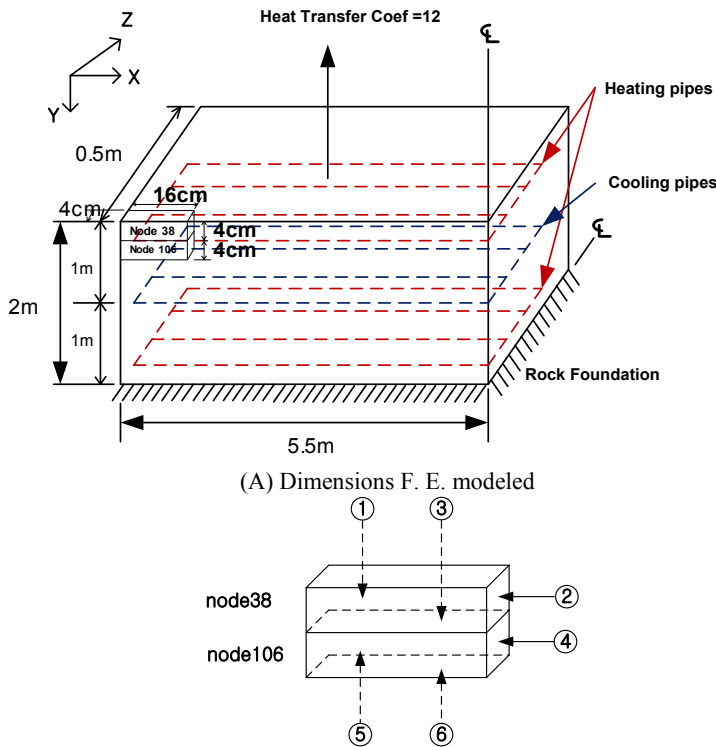 Heat Transfer Coef =12
℄
Z
X
Y
Heating pipes
0.5m
Cooling pipes
16cm
4cm
Node 38
4cm
℄
Node 106
4cm
1m
2m
1m
Rock Foundation
5.5m
(A) Dimensions F. E. modeled
① ③
node38
②
node106
④
⑤ ⑥